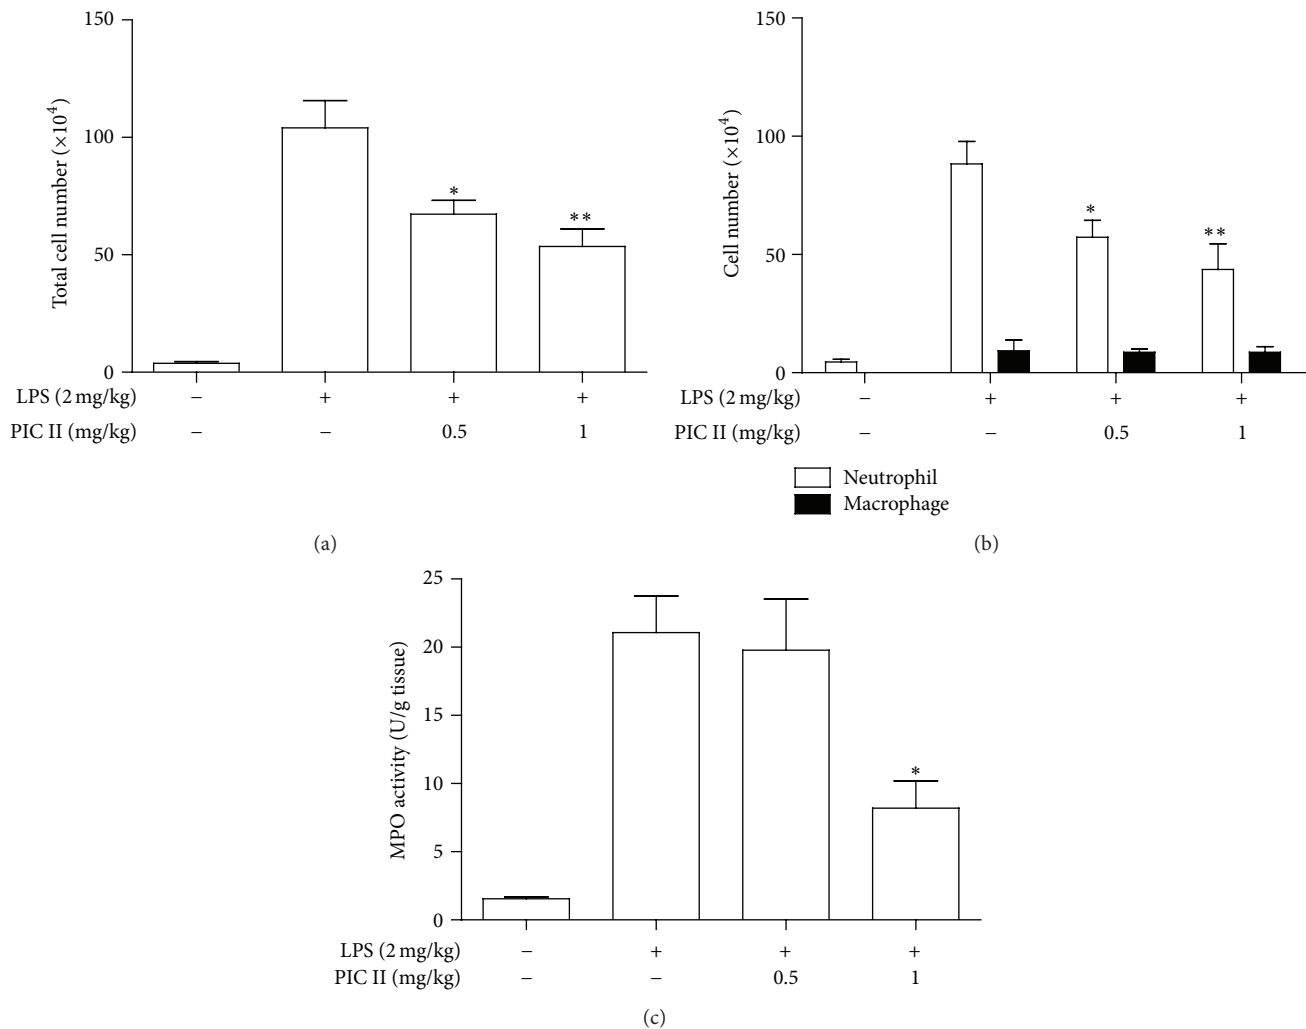 150
100
50
0
Total cell number (×10⁴)
*
**
LPS (2 mg/kg) − + + +
PIC II (mg/kg) − − 0.5 1
(a)
150
100
50
0
Cell number (×10⁴)
*
**
LPS (2 mg/kg) − + + +
PIC II (mg/kg) − − 0.5 1
Neutrophil
Macrophage
(b)
25
20
15
10
5
0
MPO activity (U/g tissue)
*
LPS (2 mg/kg) − + + +
PIC II (mg/kg) − − 0.5 1
(c)